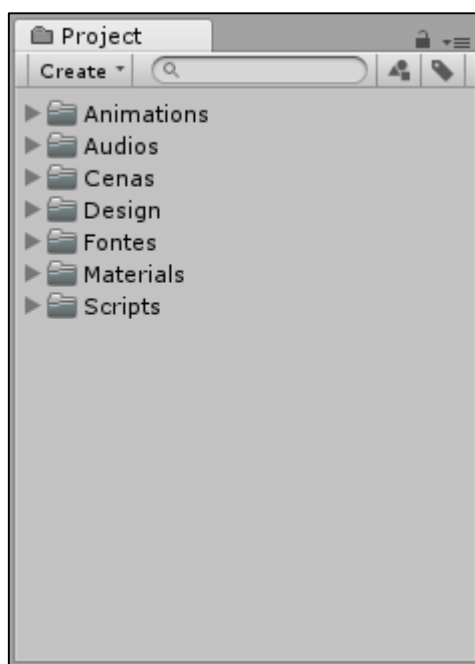 Project
Create
Animations
Audios
Cenas
Design
Fontes
Materials
Scripts